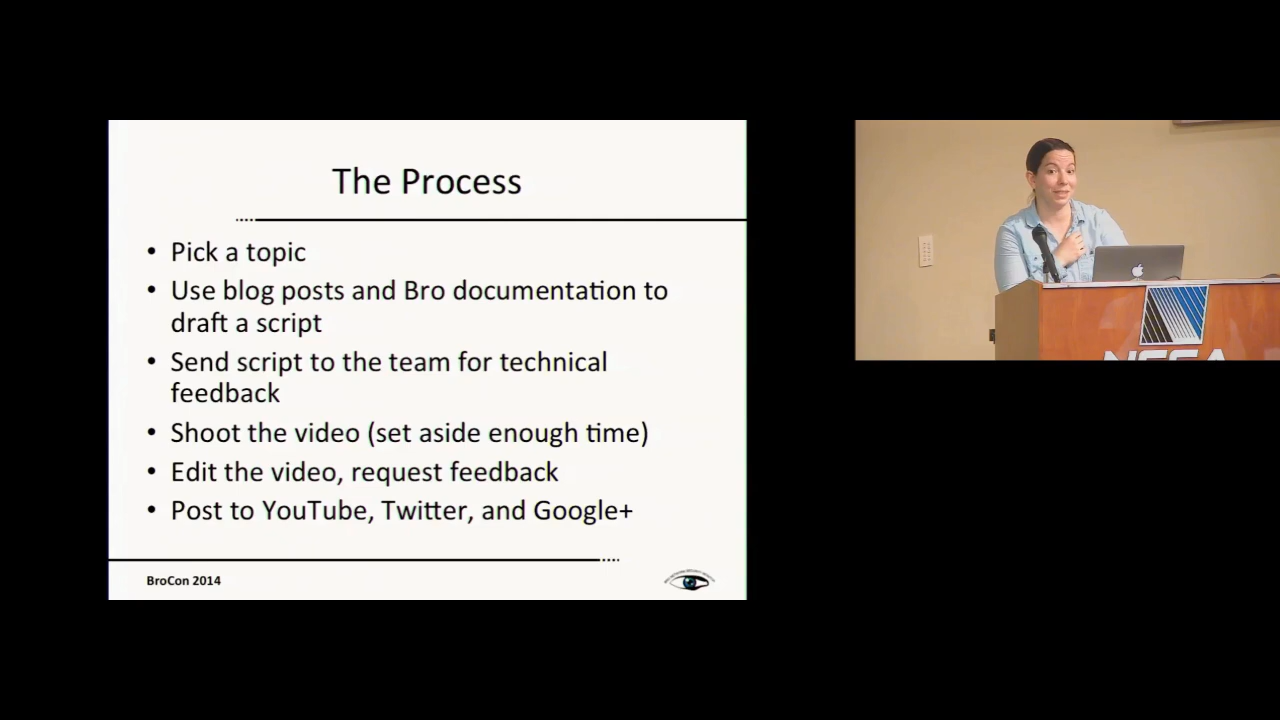 The Process
• Pick a topic
• Use blog posts and Bro documentation to
draft a script
• Send script to the team for technical
feedback
• Shoot the video (set aside enough time)
• Edit the video, request feedback
• Post to YouTube, Twitter, and Google+
BroCon 2014
NCSA